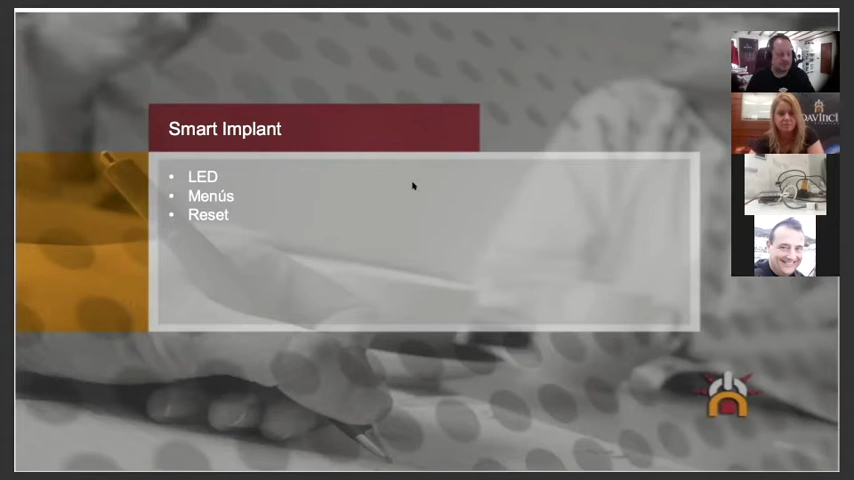 Smart Implant
• LED
• Menús
• Reset
DAVINCI